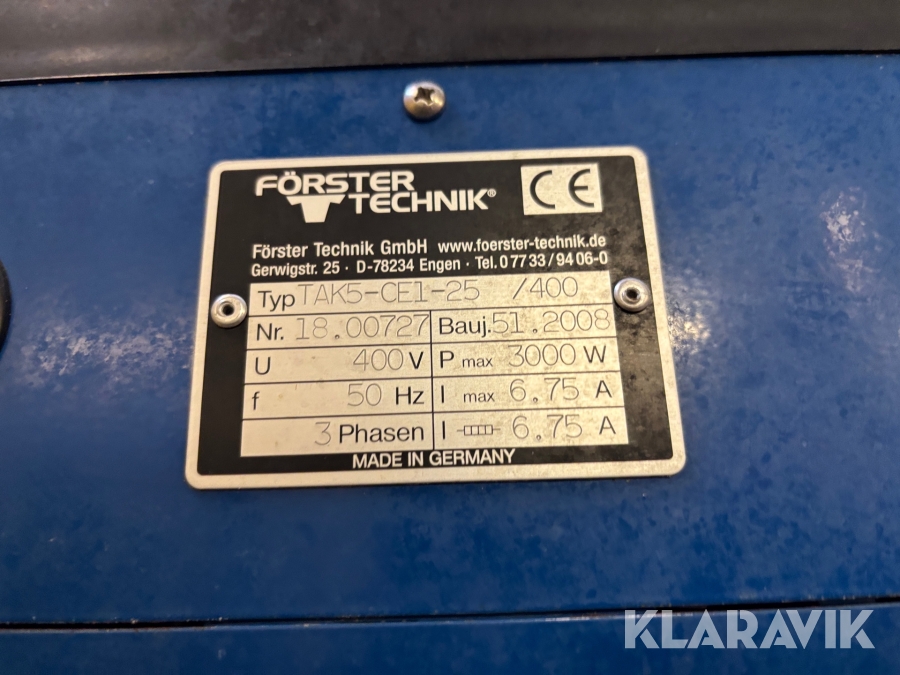 FÖRSTER TECHNIK®
CE
Förster Technik GmbH www.foerster-technik.de
Gerwigstr. 25 · D-78234 Engen · Tel. 0 77 33 / 94 06-0
Typ TAK5-CE1-25 /400
Nr. 18.00727 Bauj. 51.2008
U 400 V P max 3000 W
f 50 Hz I max 6.75 A
3 Phasen I 6.75 A
MADE IN GERMANY
KLARAVIK